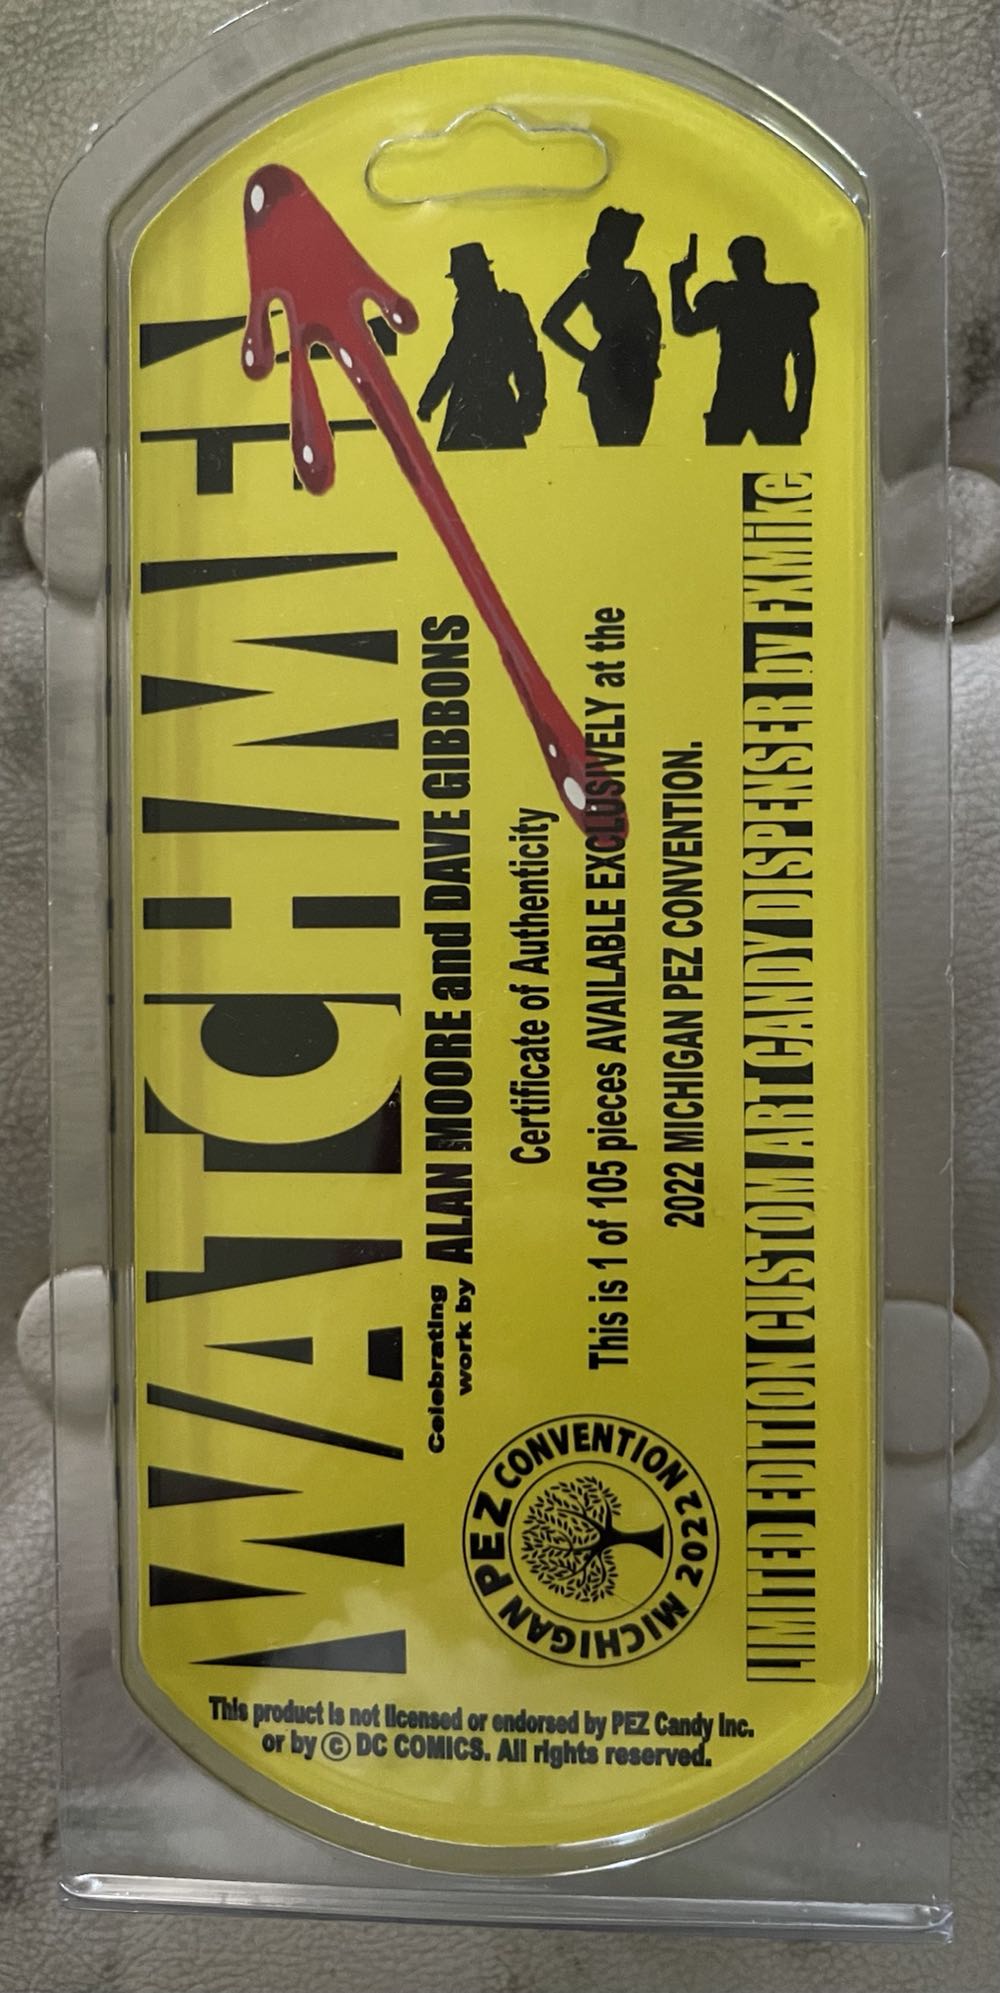 WATCHMEN
Celebrating
work by ALAN MOORE and DAVE GIBBONS
Certificate of Authenticity
This is 1 of 105 pieces AVAILABLE EXCLUSIVELY at the
2022 MICHIGAN PEZ CONVENTION.
MICHIGAN PEZ CONVENTION 2022
LIMITED EDITION CUSTOM ART CANDY DISPENSER by FXMike
This product is not licensed or endorsed by PEZ Candy Inc.
or by © DC COMICS. All rights reserved.